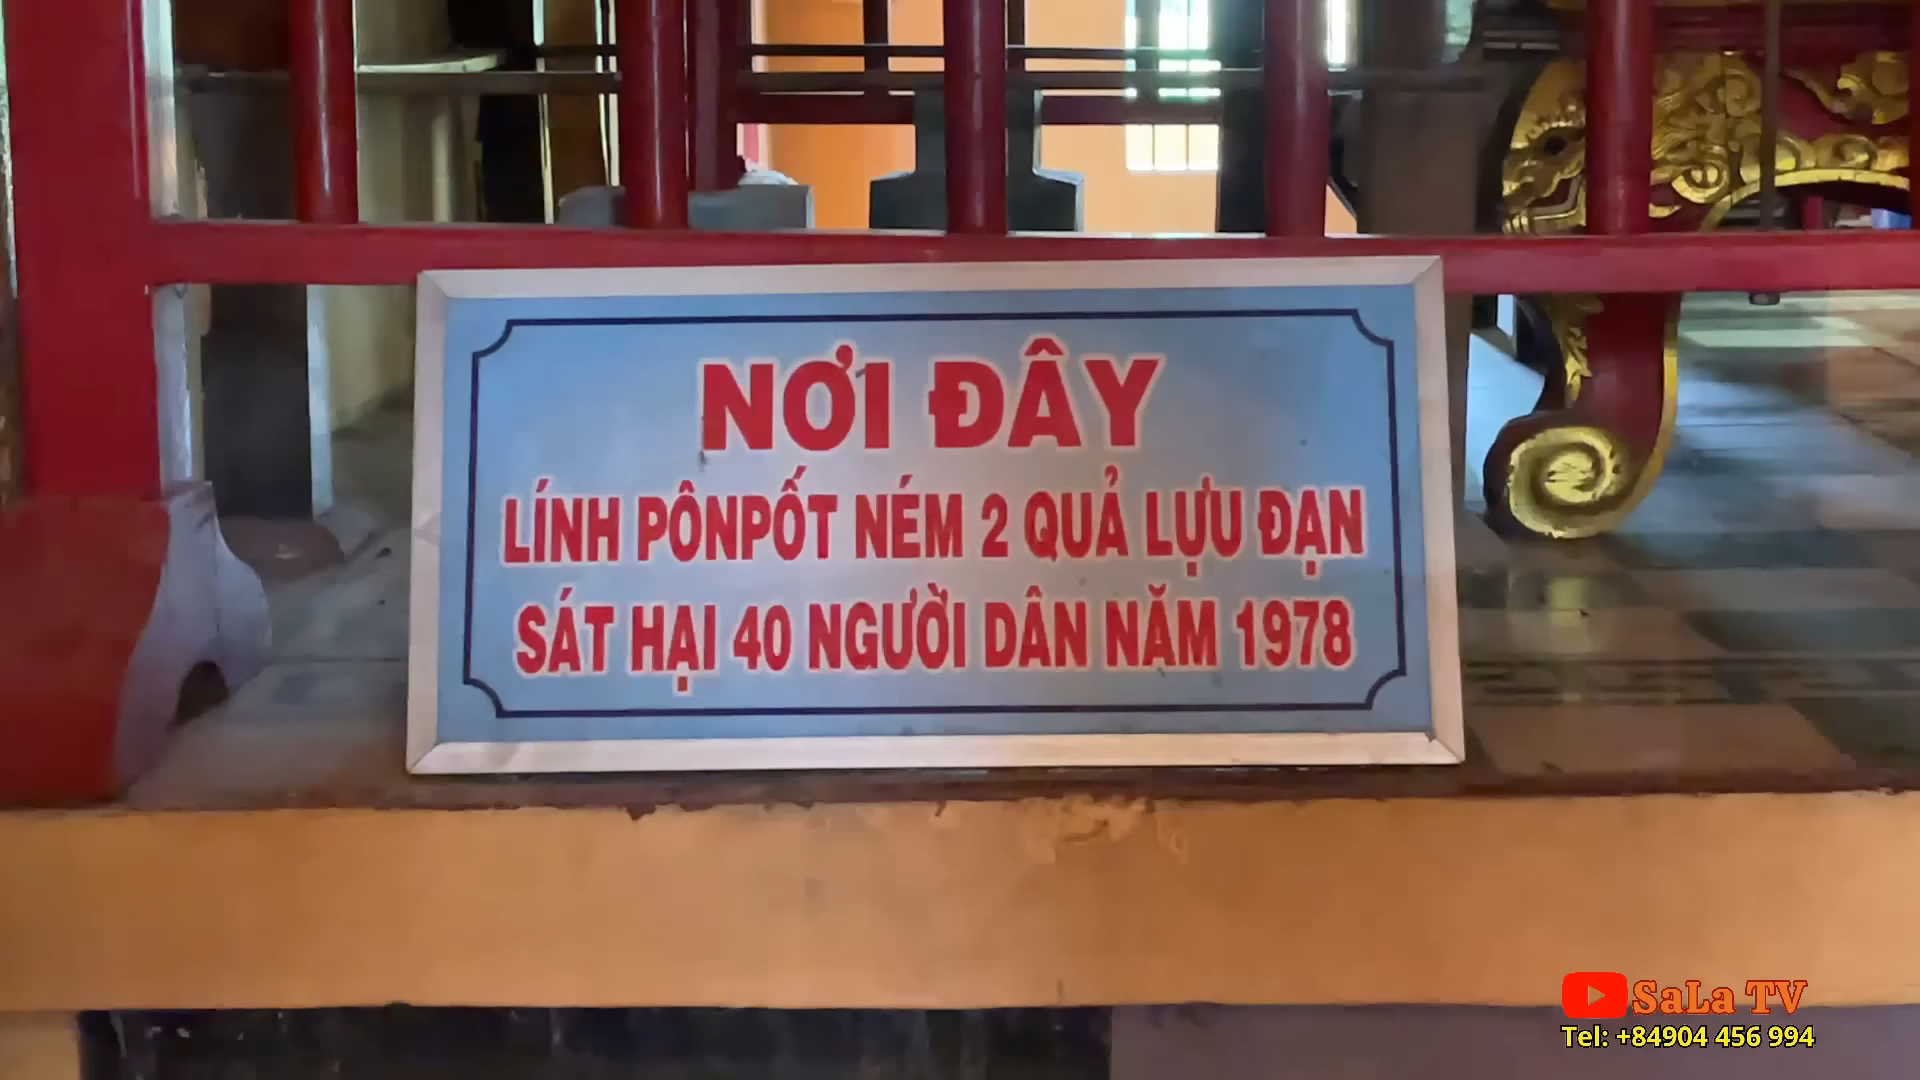 NƠI ĐÂY
LÍNH PÔNPỐT NÉM 2 QUẢ LỰU ĐẠN
SÁT HẠI 40 NGƯỜI DÂN NĂM 1978
SaLa TV
Tel: +84904 456 994